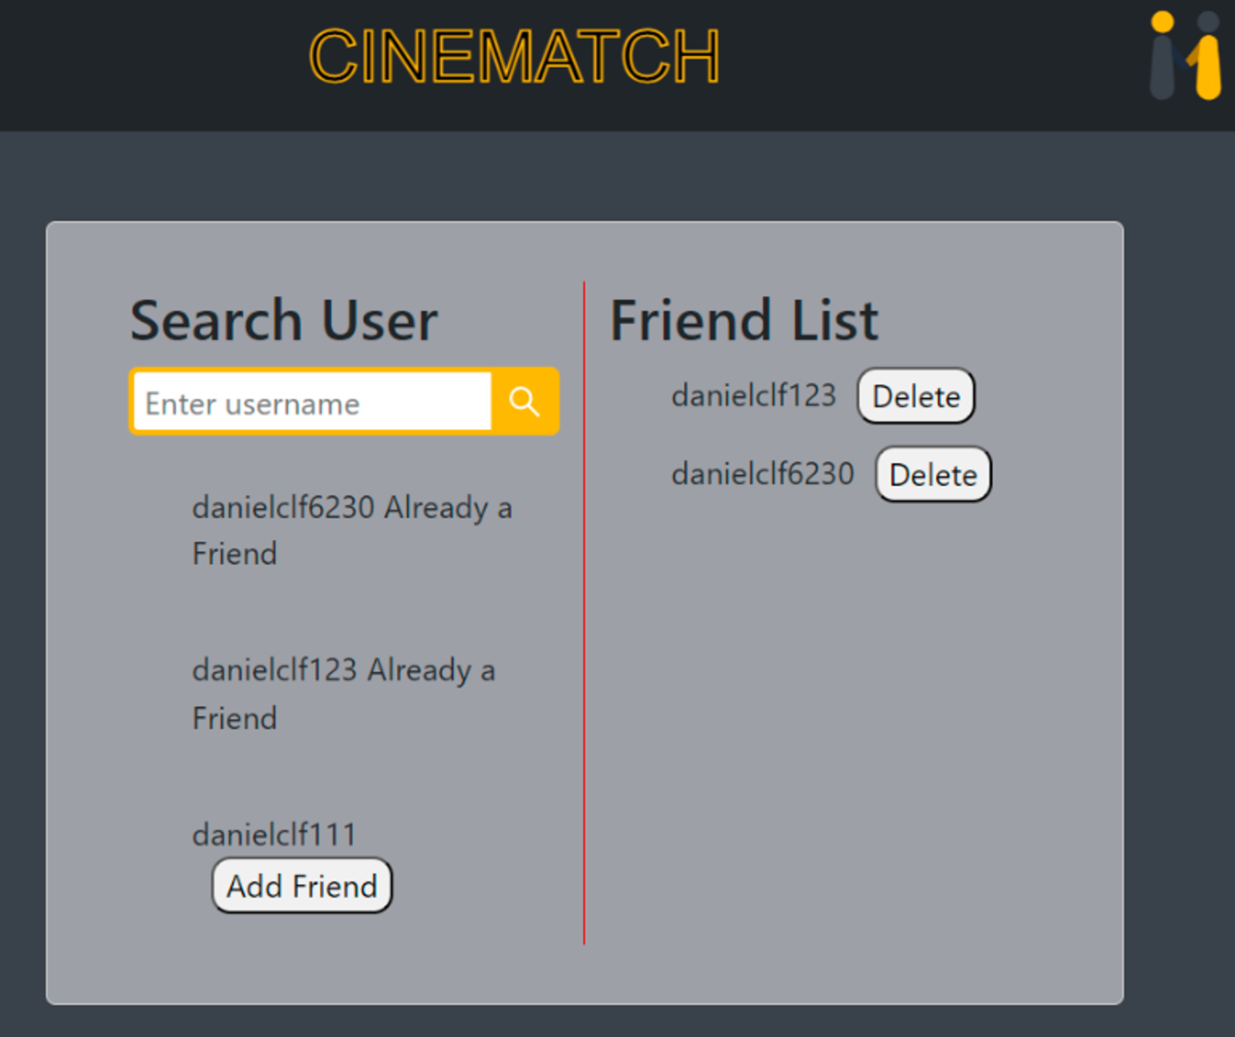 CINEMATCH
Search User
Enter username
danielclf6230 Already a
Friend
danielclf123 Already a
Friend
danielclf111
Add Friend
Friend List
danielclf123 Delete
danielclf6230 Delete